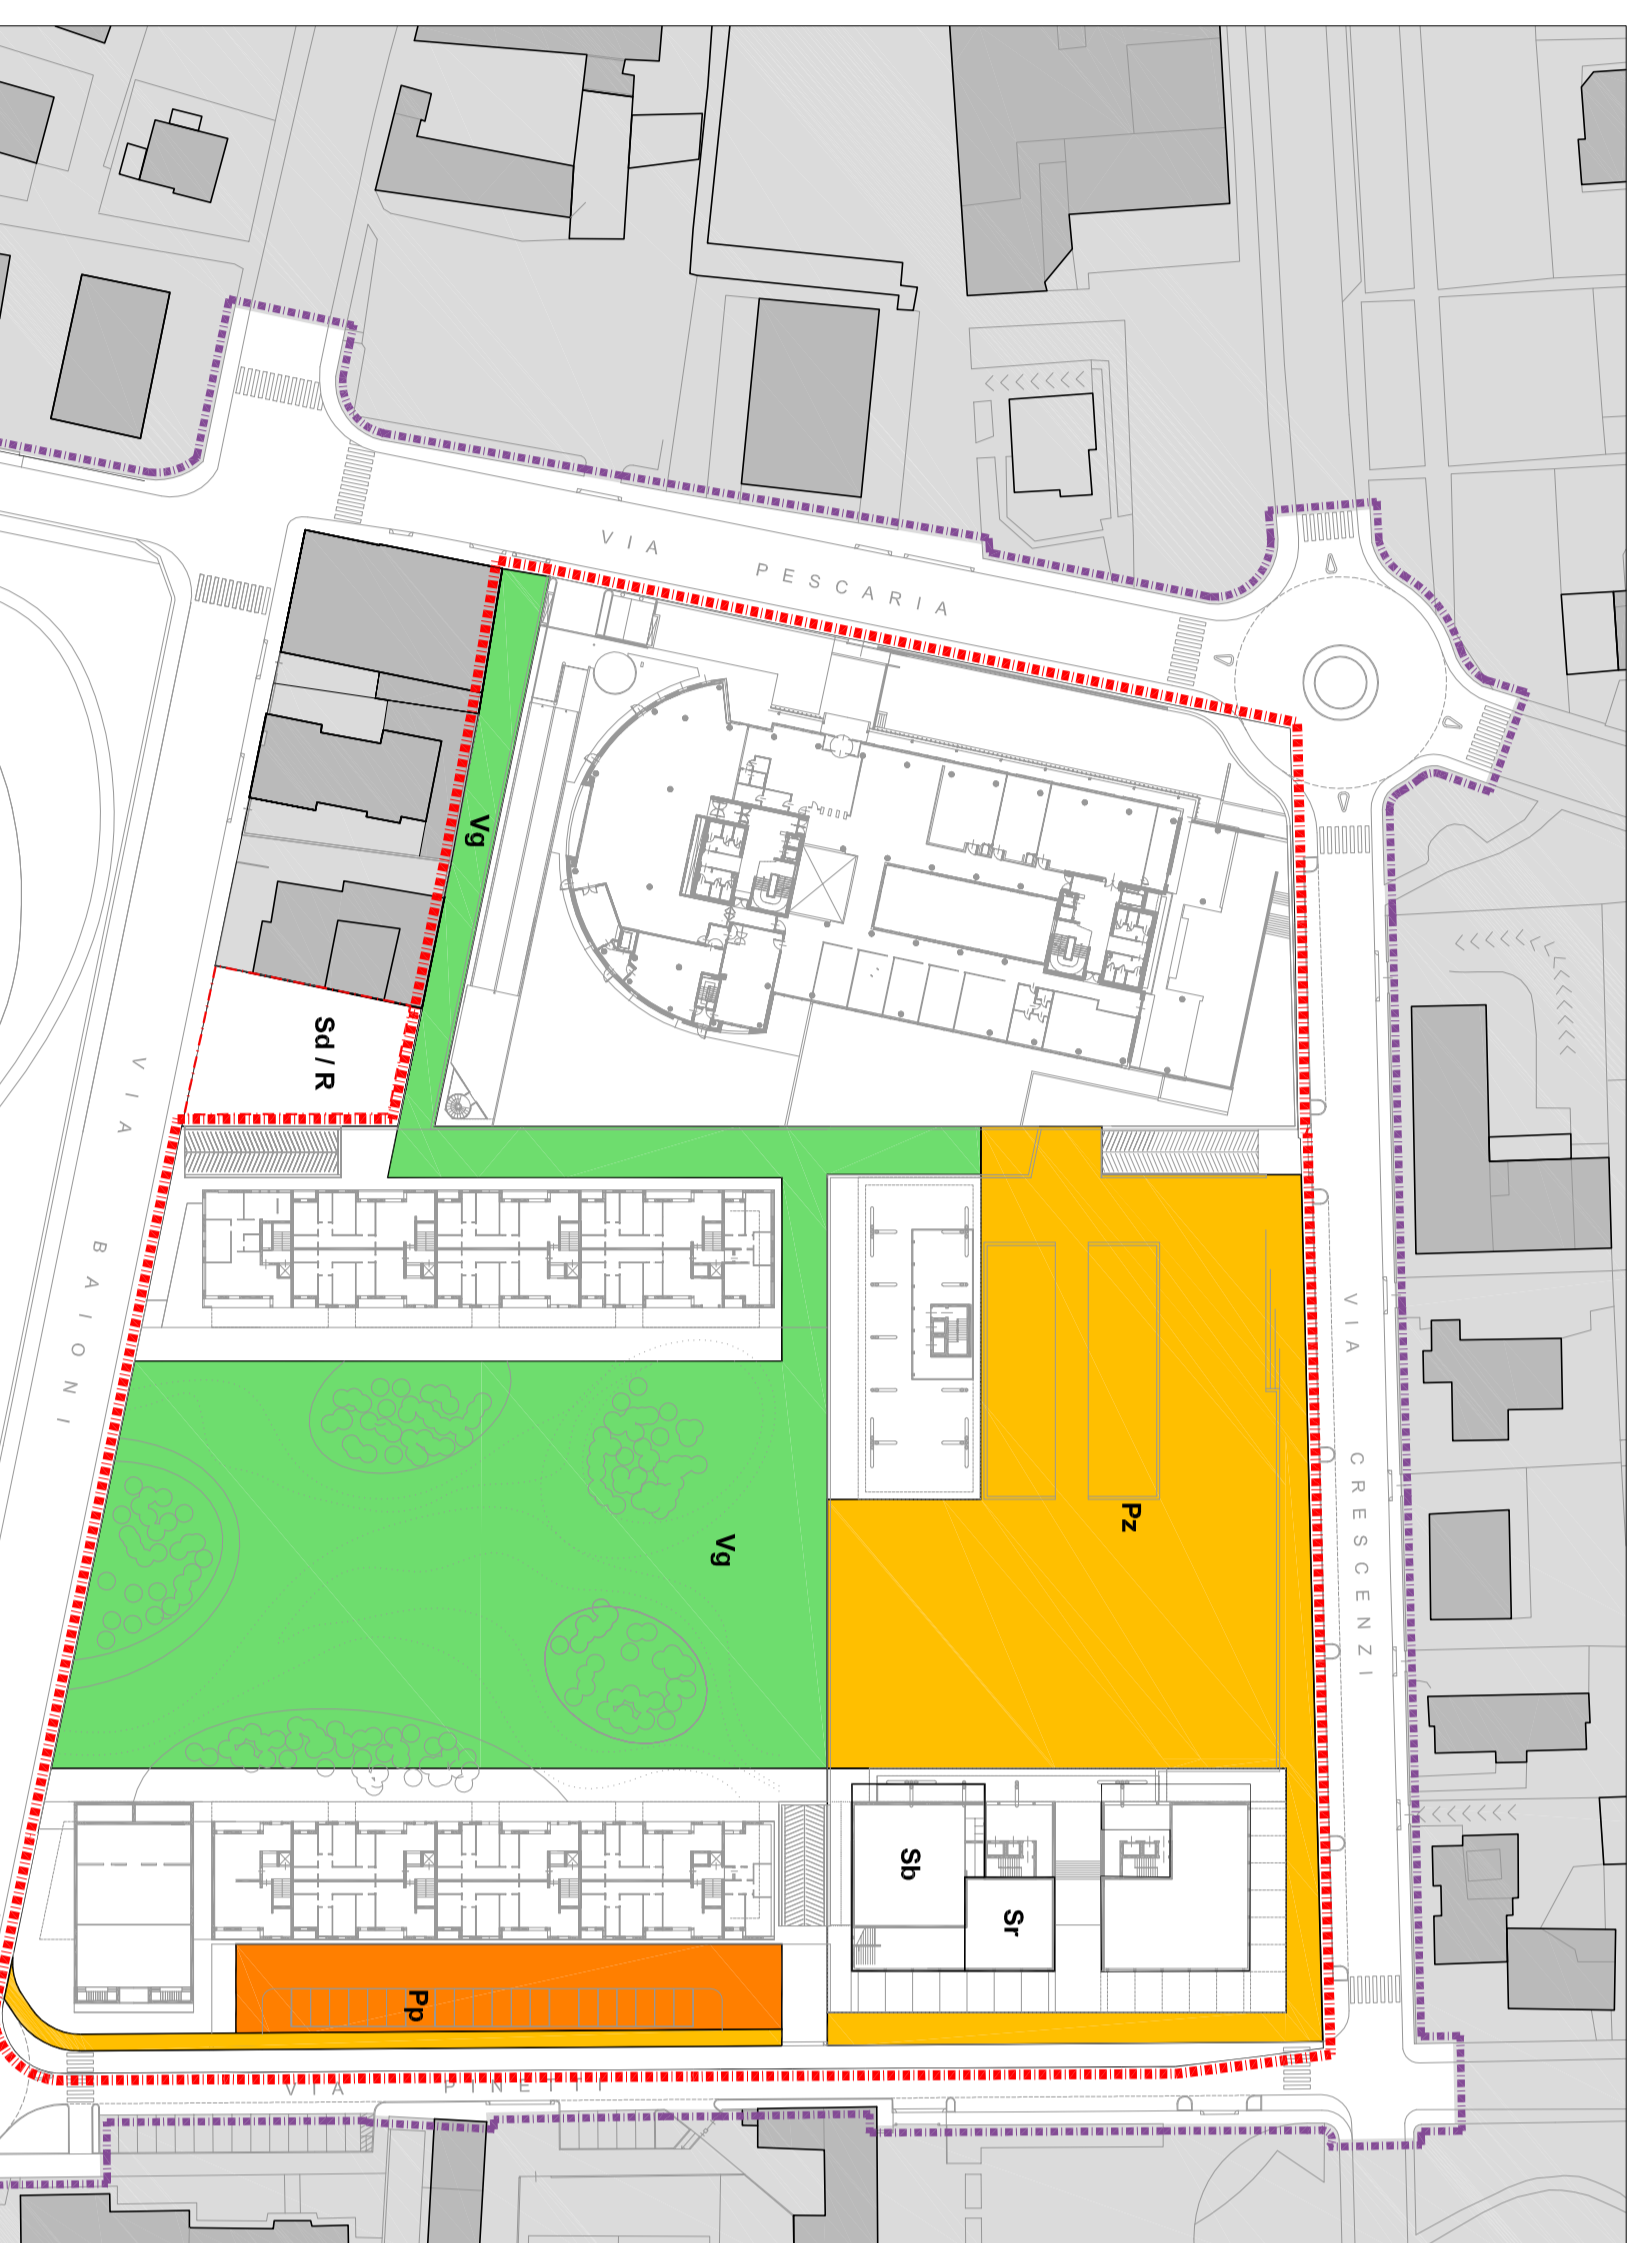 VIA
PESCARIA
Vg
Sd / R
VIA
BAIONI
VIA
CRESCENZI
Pz
Vg
Sb
Sr
Pp
VIA PINETTI